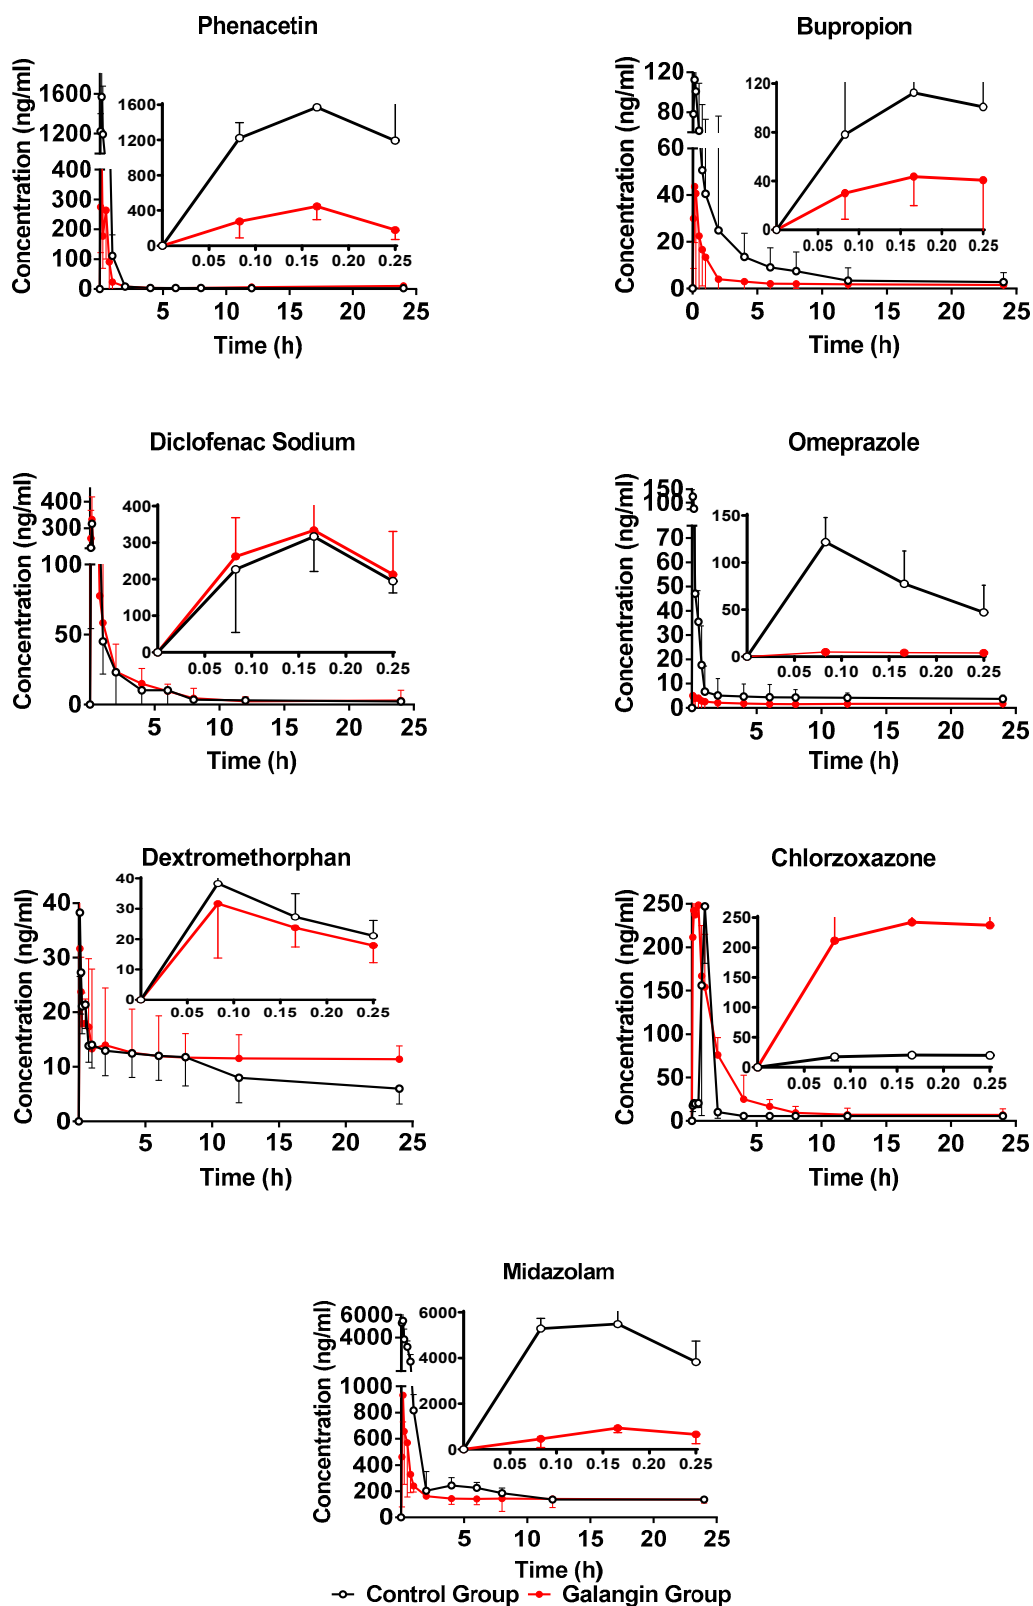 Phenacetin
Concentration (ng/ml)
1600
1200
400
300
200
100
0
1600
1200
800
400
0
0.05 0.10 0.15 0.20 0.25
5 10 15 20 25
Time (h)
Bupropion
Concentration (ng/ml)
120
80
60
40
20
0
120
80
40
0
0.05 0.10 0.15 0.20 0.25
0 5 10 15 20 25
Time (h)
Diclofenac Sodium
Concentration (ng/ml)
400
300
100
50
0
400
300
200
100
0
0.05 0.10 0.15 0.20 0.25
5 10 15 20 25
Time (h)
Omeprazole
Concentration (ng/ml)
150
100
70
60
50
40
30
20
10
0
150
100
50
0
0.05 0.10 0.15 0.20 0.25
5 10 15 20 25
Time (h)
Dextromethorphan
Concentration (ng/ml)
40
30
20
10
0
40
30
20
10
0
0.05 0.10 0.15 0.20 0.25
5 10 15 20 25
Time (h)
Chlorzoxazone
Concentration (ng/ml)
250
200
150
100
50
0
250
200
150
100
50
0
0.05 0.10 0.15 0.20 0.25
5 10 15 20 25
Time (h)
Midazolam
Concentration (ng/ml)
6000
4000
1000
800
600
400
200
0
6000
4000
2000
0
0.05 0.10 0.15 0.20 0.25
5 10 15 20 25
Time (h)
Control Group Galangin Group